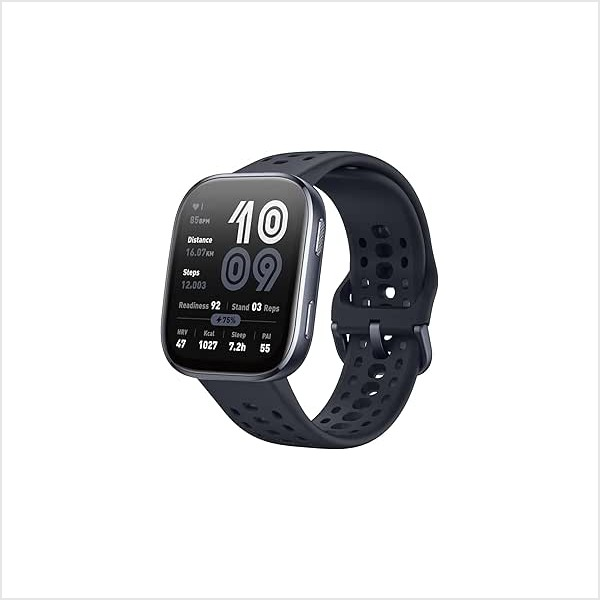 10
09
85BPM
Distance
16.07KM
Steps
12.003
Readiness 92 | Stand 03 Reps
75%
HRV Kcal Sleep PAI
47 1027 7.2h 55